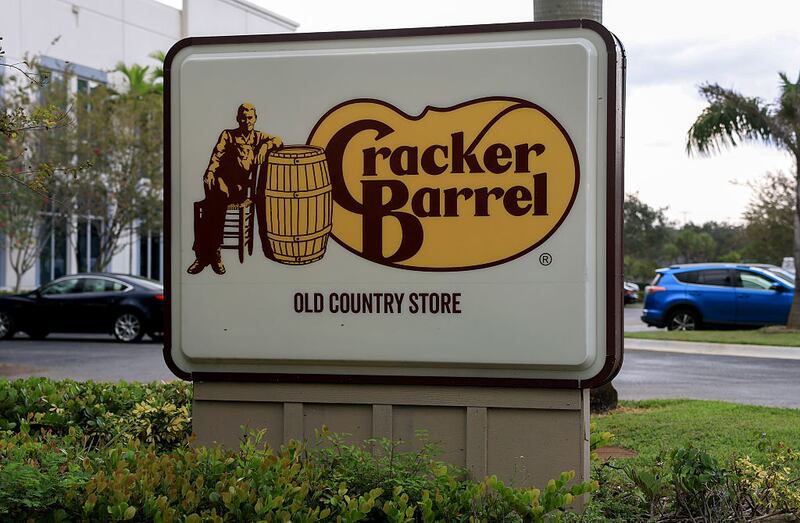 Cracker
Barrel
®
OLD COUNTRY STORE